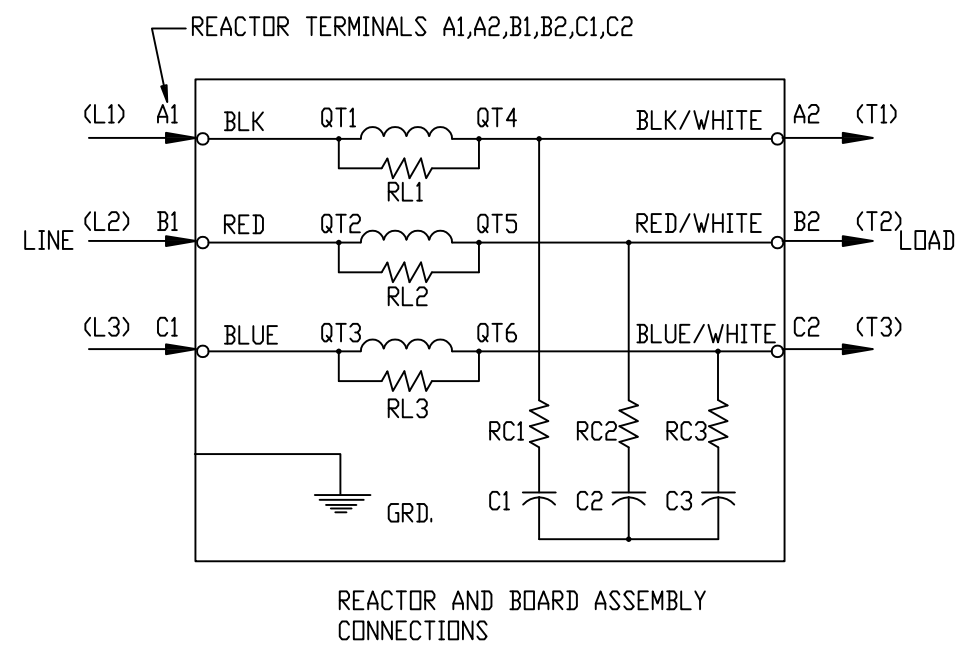 REACTOR TERMINALS A1,A2,B1,B2,C1,C2
(L1) A1 BLK QT1 QT4 BLK/WHITE A2 (T1)
RL1
LINE (L2) B1 RED QT2 QT5 RED/WHITE B2 (T2) LOAD
RL2
(L3) C1 BLUE QT3 QT6 BLUE/WHITE C2 (T3)
RL3
RC1 RC2 RC3
C1 C2 C3
GRD.
REACTOR AND BOARD ASSEMBLY
CONNECTIONS